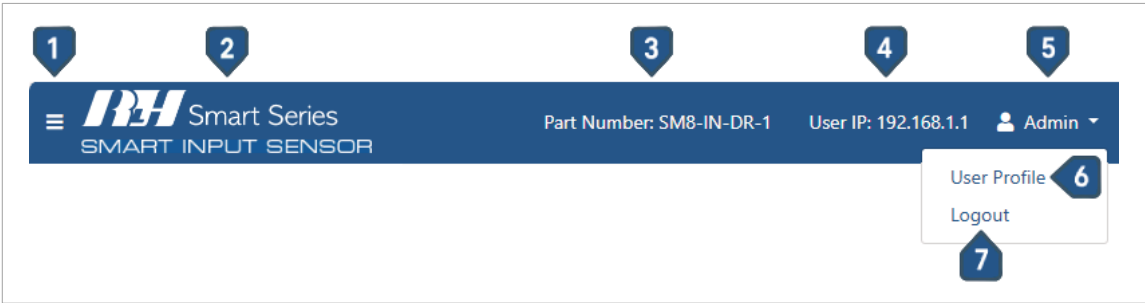 1 2 3 4 5
RH Smart Series
SMART INPUT SENSOR
Part Number: SM8-IN-DR-1 User IP: 192.168.1.1 Admin
User Profile 6
Logout
7